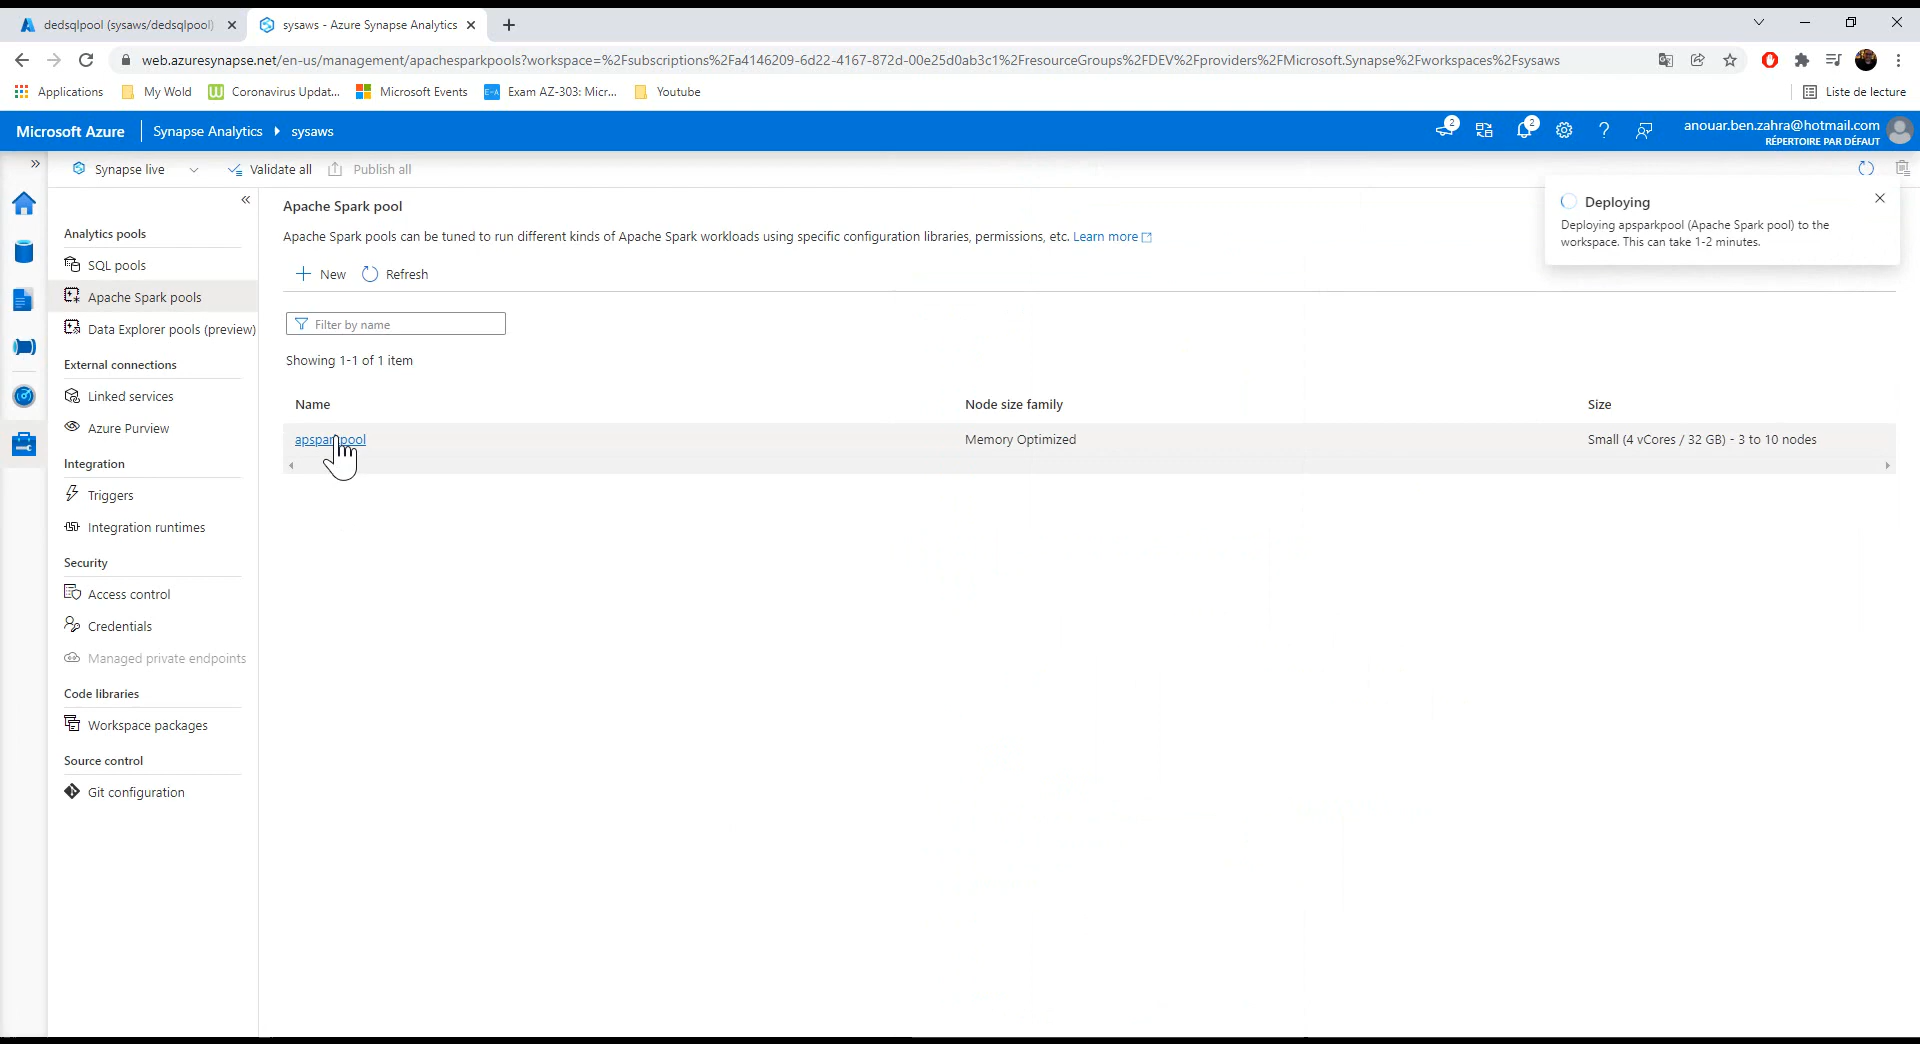 dedsqlpool (sysaws/dedsqlpool)
sysaws - Azure Synapse Analytics
web.azuresynapse.net/en-us/management/apachesparkpools?workspace=%2Fsubscriptions%2Fa4146209-6d22-4167-872d-00e25d0ab3c1%2FresourceGroups%2FDEV%2Fproviders%2FMicrosoft.Synapse%2Fworkspaces%2Fsysaws
Applications
My Wold
Coronavirus Updat...
Microsoft Events
E-A
Exam AZ-303: Micr...
Youtube
Liste de lecture
Microsoft Azure
Synapse Analytics
sysaws
2
2
anouar.ben.zahra@hotmail.com
RÉPERTOIRE PAR DÉFAUT
Synapse live
Validate all
Publish all
Deploying
Deploying apsparkpool (Apache Spark pool) to the
workspace. This can take 1-2 minutes.
Analytics pools
SQL pools
Apache Spark pools
Data Explorer pools (preview)
External connections
Linked services
Azure Purview
Integration
Triggers
Integration runtimes
Security
Access control
Credentials
Managed private endpoints
Code libraries
Workspace packages
Source control
Git configuration
Apache Spark pool
Apache Spark pools can be tuned to run different kinds of Apache Spark workloads using specific configuration libraries, permissions, etc. Learn more
New
Refresh
Filter by name
Showing 1-1 of 1 item
Name
Node size family
Size
apsparkpool
Memory Optimized
Small (4 vCores / 32 GB) - 3 to 10 nodes